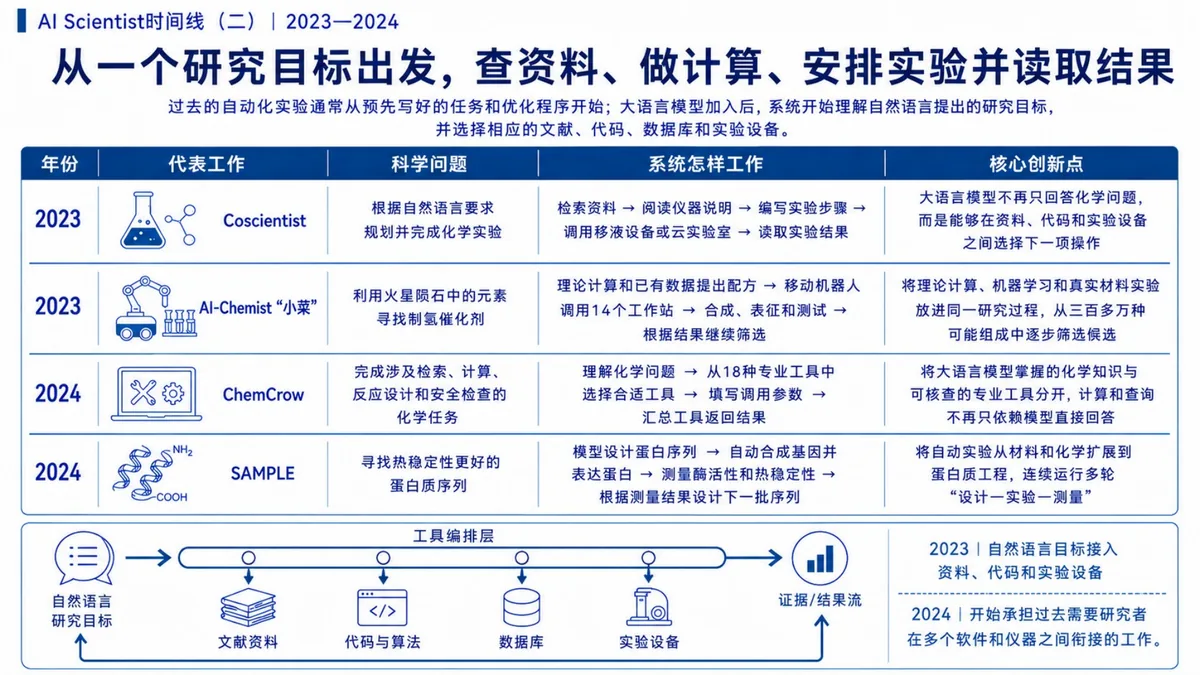 AI Scientist时间线（二）｜2023—2024
从一个研究目标出发，查资料、做计算、安排实验并读取结果
过去的自动化实验通常从预先写好的任务和优化程序开始；大语言模型加入后，系统开始理解自然语言提出的研究目标，
并选择相应的文献、代码、数据库和实验设备。
年份
代表工作
科学问题
系统怎样工作
核心创新点
2023
Coscientist
根据自然语言要求
规划并完成化学实验
检索资料 → 阅读仪器说明 → 编写实验步骤 →
调用移液设备或云实验室 → 读取实验结果
大语言模型不再只回答化学问题，
而是能够在资料、代码和实验设备
之间选择下一项操作
2023
AI-Chemist “小菜”
利用火星陨石中的元素
寻找制氢催化剂
理论计算和已有数据提出配方 → 移动机器人
调用14个工作站 → 合成、表征和测试 →
根据结果继续筛选
将理论计算、机器学习和真实材料实验
放进同一研究过程，从三百多万种
可能组成中逐步筛选候选
2024
ChemCrow
完成涉及检索、计算、
反应设计和安全检查的
化学任务
理解化学问题 → 从18种专业工具中
选择合适工具 → 填写调用参数 →
汇总工具返回结果
将大语言模型掌握的化学知识与
可核查的专业工具分开，计算和查询
不再只依赖模型直接回答
2024
NH₂
COOH
SAMPLE
寻找热稳定性更好的
蛋白质序列
模型设计蛋白序列 → 自动合成基因并
表达蛋白 → 测量酶活性和热稳定性 →
根据测量结果设计下一批序列
将自动实验从材料和化学扩展到
蛋白质工程，连续运行多轮
“设计—实验—测量”
工具编排层
自然语言
研究目标
文献资料
</>
代码与算法
数据库
实验设备
证据/结果流
2023｜自然语言目标接入
资料、代码和实验设备
2024｜开始承担过去需要研究者
在多个软件和仪器之间衔接的工作。